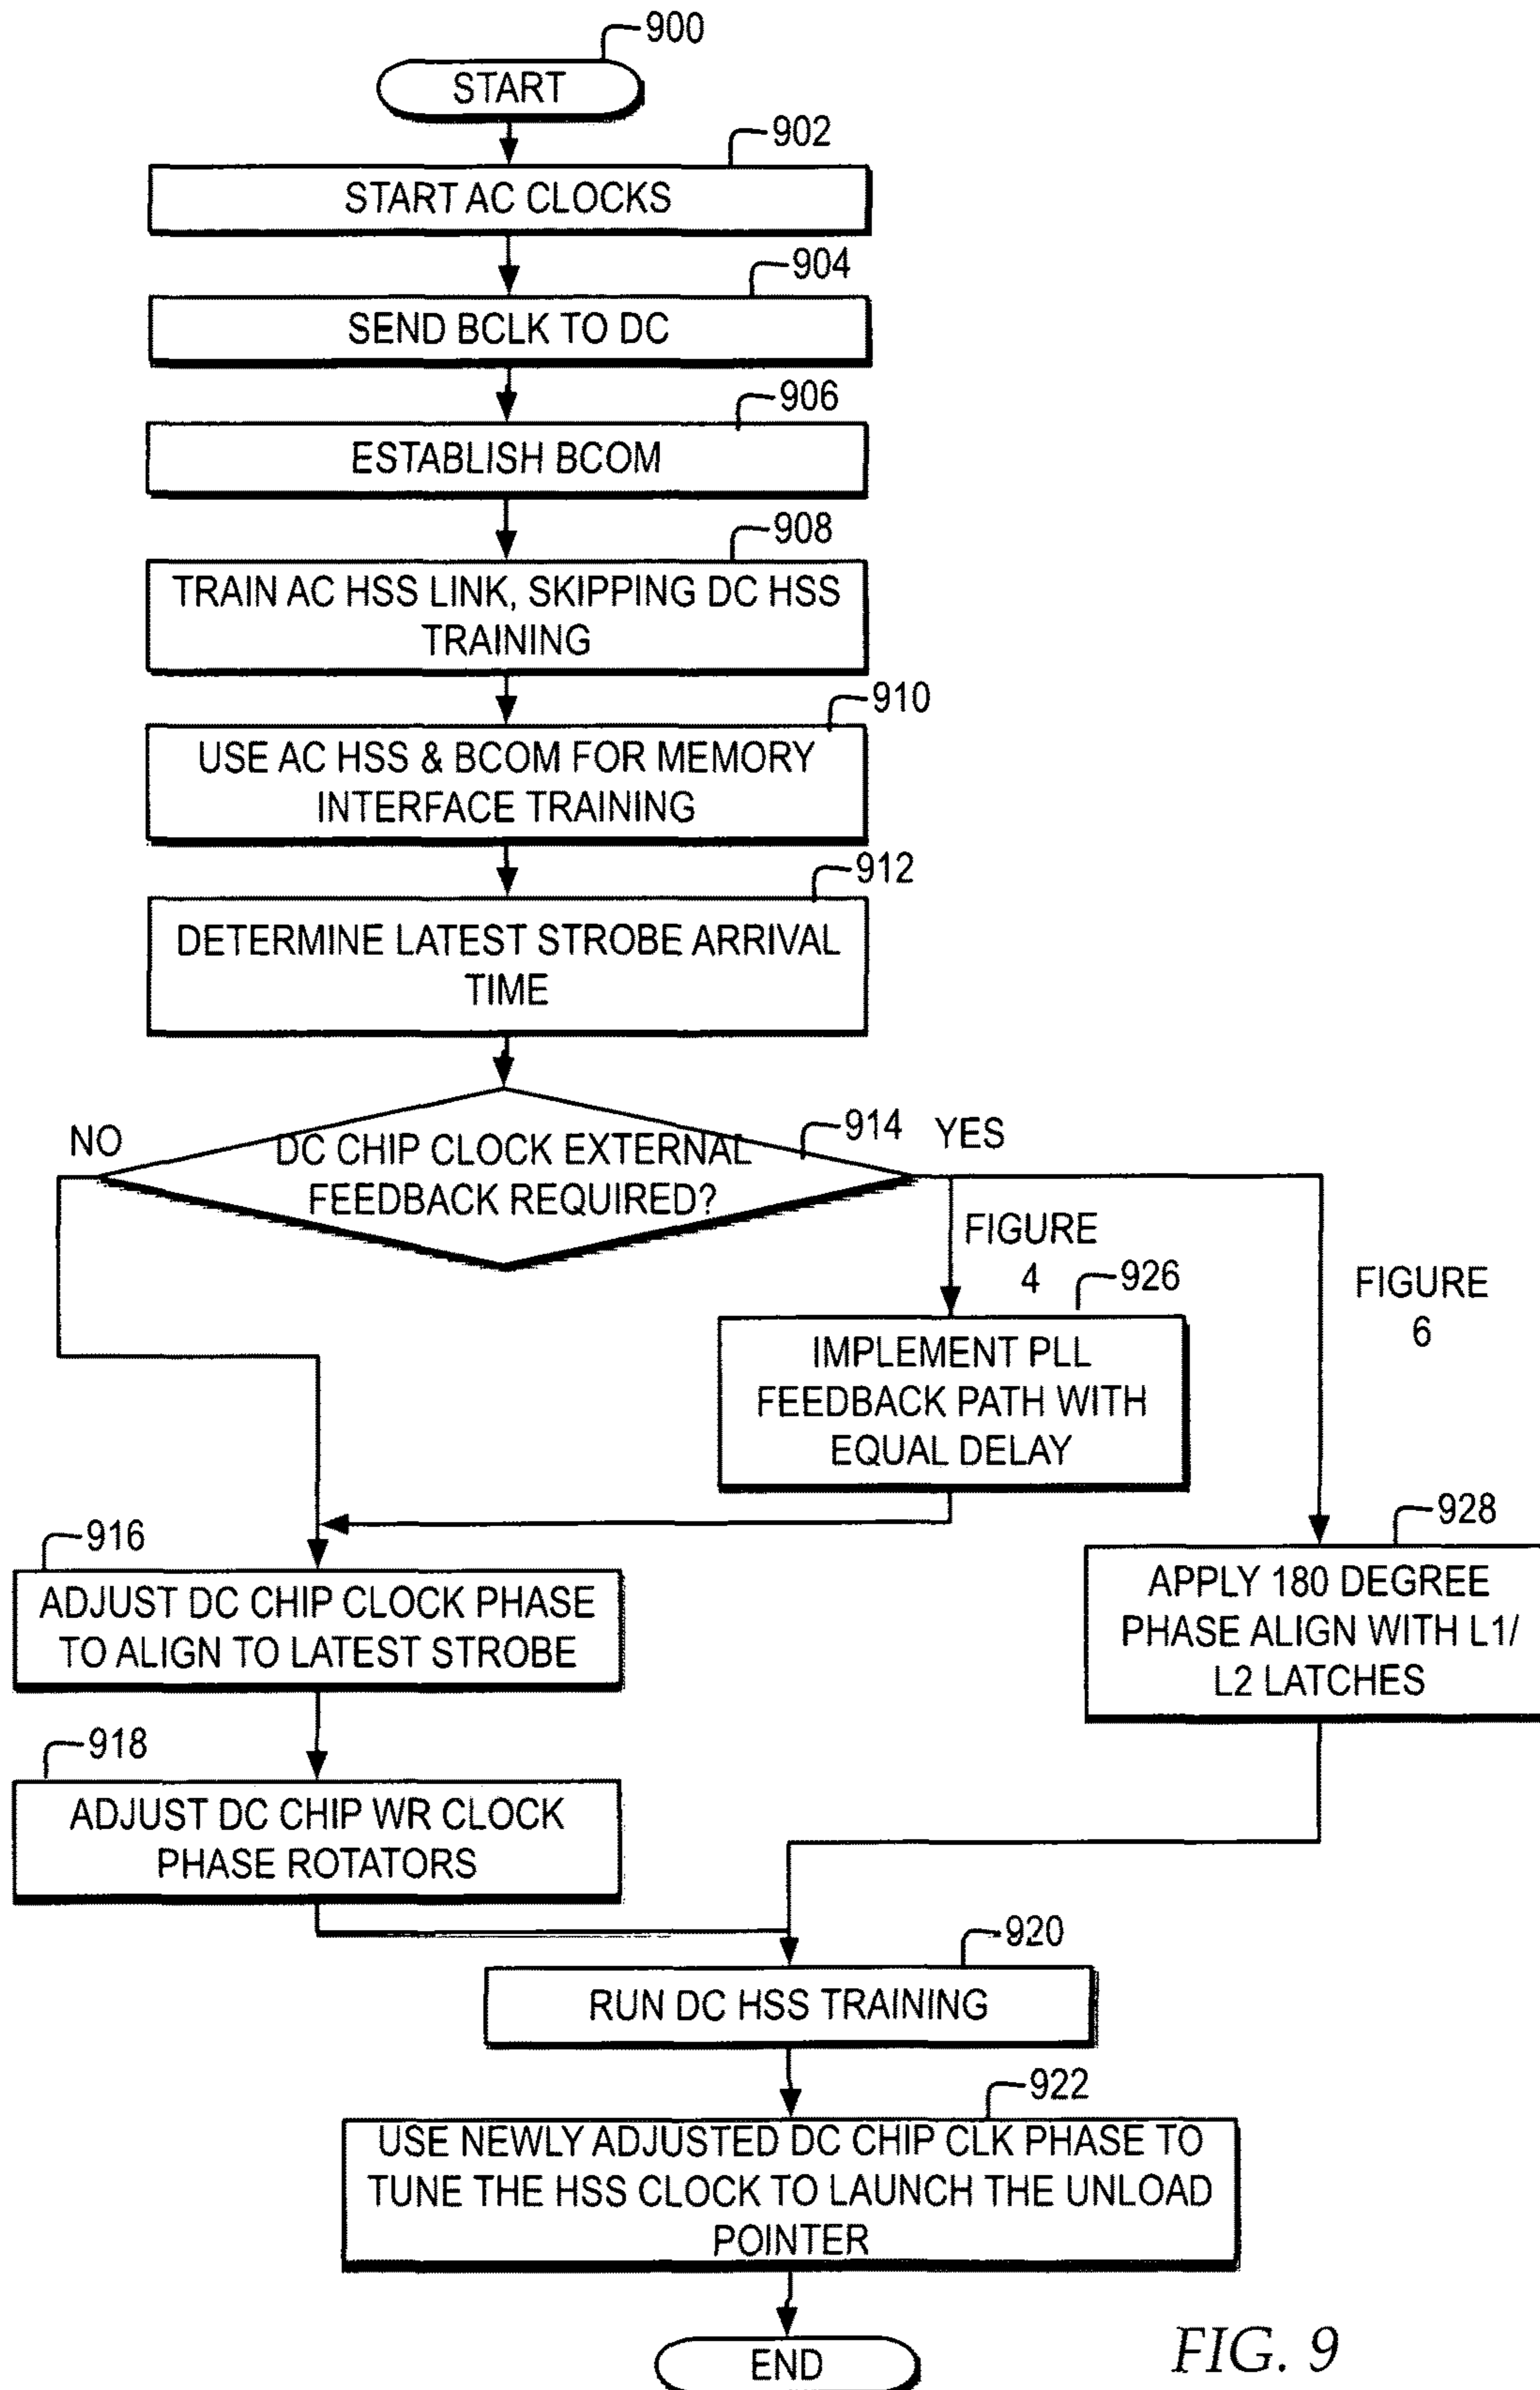 900
START
902
START AC CLOCKS
904
SEND BCLK TO DC
906
ESTABLISH BCOM
908
TRAIN AC HSS LINK, SKIPPING DC HSS
TRAINING
910
USE AC HSS & BCOM FOR MEMORY
INTERFACE TRAINING
912
DETERMINE LATEST STROBE ARRIVAL
TIME
NO
DC CHIP CLOCK EXTERNAL
FEEDBACK REQUIRED?
914
YES
FIGURE
4
FIGURE
6
926
IMPLEMENT PLL
FEEDBACK PATH WITH
EQUAL DELAY
916
ADJUST DC CHIP CLOCK PHASE
TO ALIGN TO LATEST STROBE
928
APPLY 180 DEGREE
PHASE ALIGN WITH L1/
L2 LATCHES
918
ADJUST DC CHIP WR CLOCK
PHASE ROTATORS
920
RUN DC HSS TRAINING
922
USE NEWLY ADJUSTED DC CHIP CLK PHASE TO
TUNE THE HSS CLOCK TO LAUNCH THE UNLOAD
POINTER
END
FIG. 9